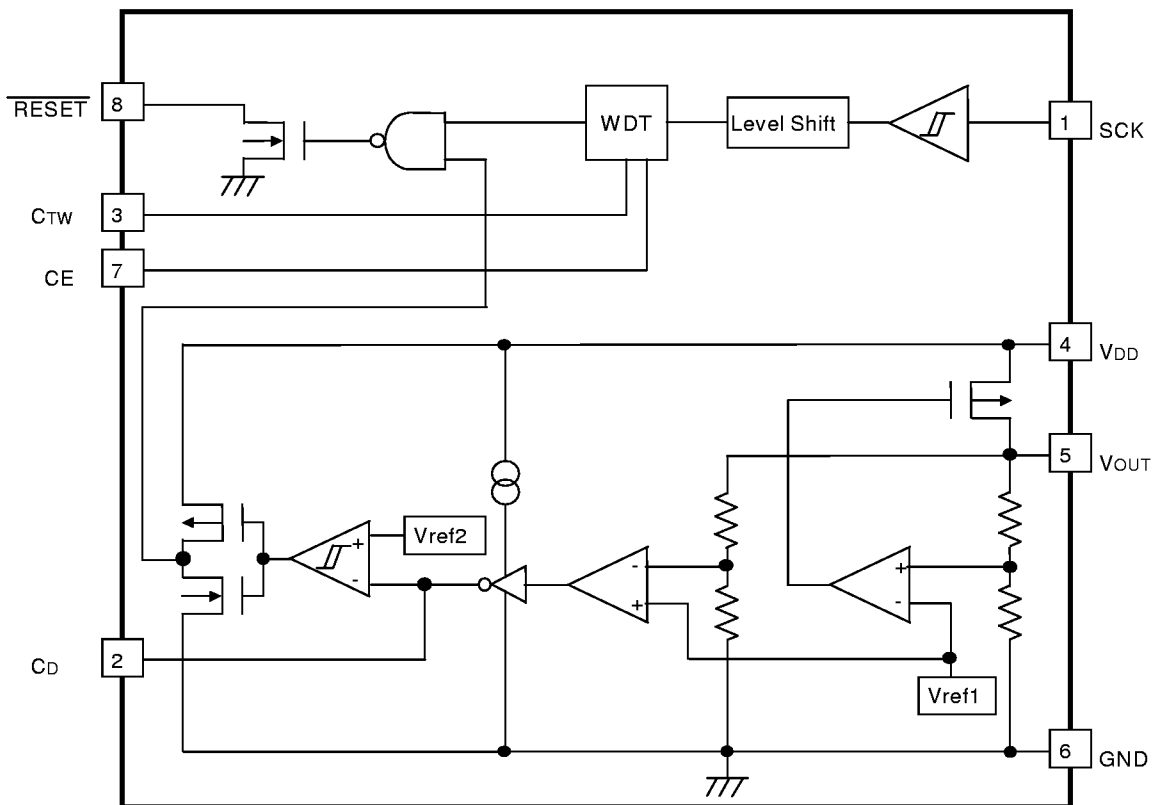 RESET
8
WDT
Level Shift
1
SCK
CTW
3
CE
7
4
VDD
5
VOUT
Vref2
+
-
-
+
+
-
CD
2
Vref1
6
GND